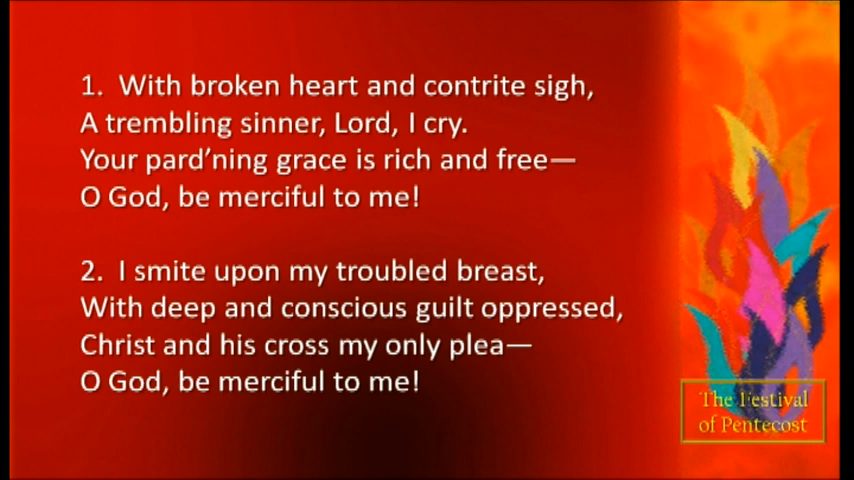 1. With broken heart and contrite sigh,
A trembling sinner, Lord, I cry.
Your pard’ning grace is rich and free—
O God, be merciful to me!
2. I smite upon my troubled breast,
With deep and conscious guilt oppressed,
Christ and his cross my only plea—
O God, be merciful to me!
The Festival
of Pentecost